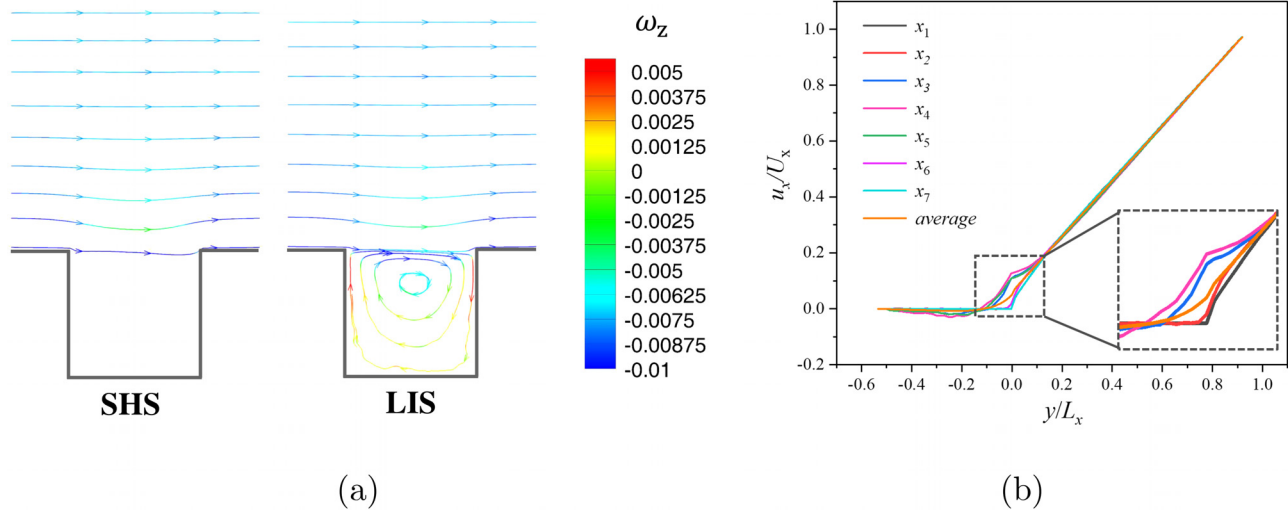 ω_z
0.005
0.00375
0.0025
0.00125
0
-0.00125
-0.0025
-0.00375
-0.005
-0.00625
-0.0075
-0.00875
-0.01
SHS
LIS
(a)
u_x/U_x
1.0
0.8
0.6
0.4
0.2
0.0
-0.2
x_1
x_2
x_3
x_4
x_5
x_6
x_7
average
-0.6 -0.4 -0.2 0.0 0.2 0.4 0.6 0.8 1.0
y/L_x
(b)